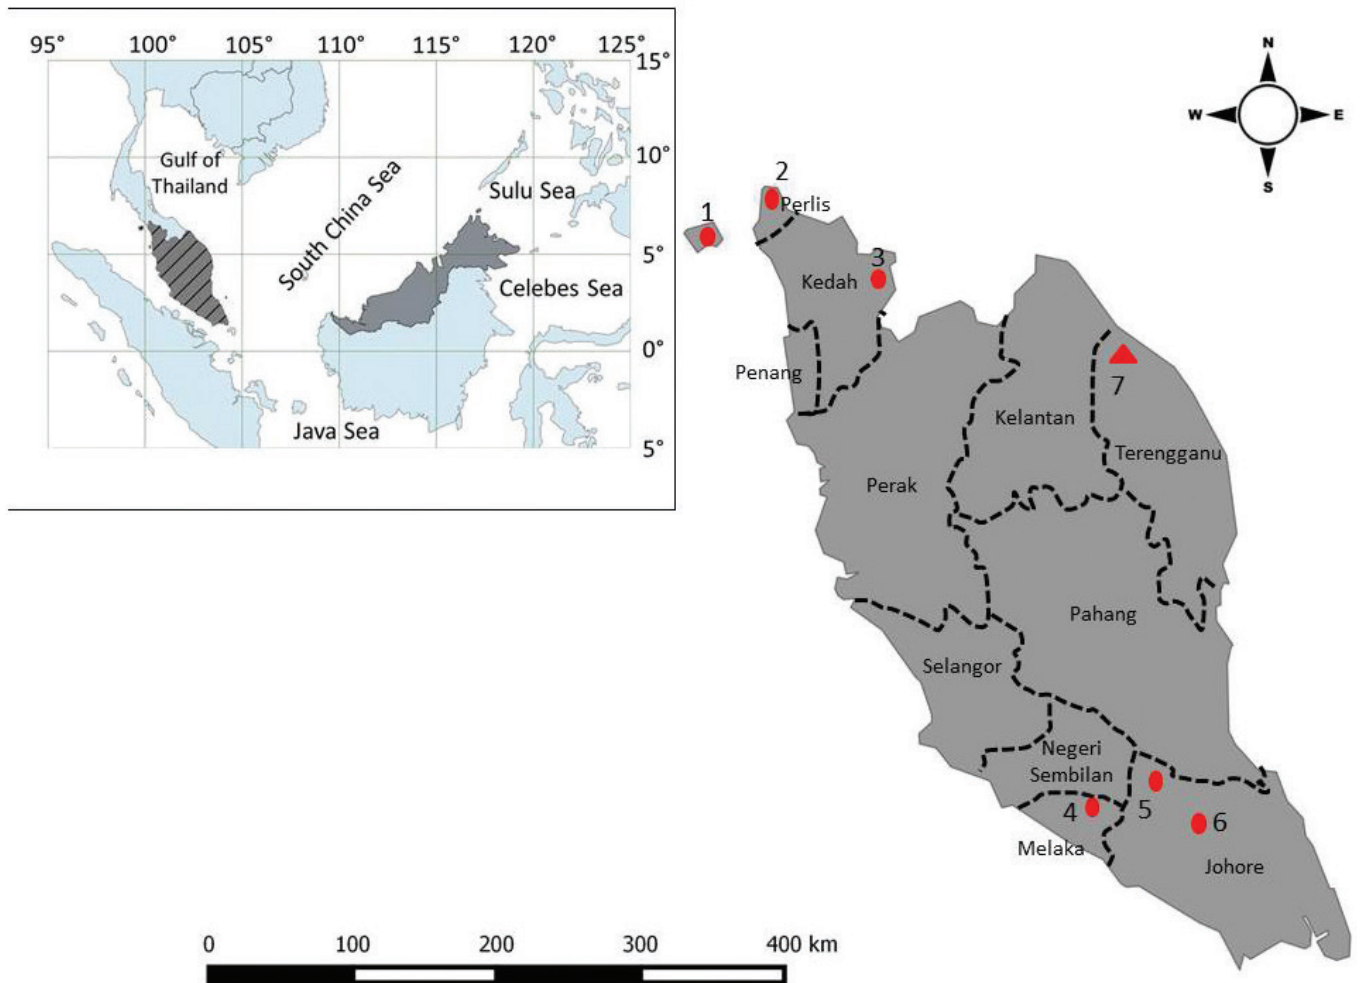 95° 100° 105° 110° 115° 120° 125°
15°
10°
5°
0°
5°
Gulf of
Thailand
South China Sea
Sulu Sea
Celebes Sea
Java Sea
N
W
E
S
1
2
Perlis
3
Kedah
Penang
Kelantan
7
Terengganu
Perak
Pahang
Selangor
Negeri
Sembilan
4
5
6
Melaka
Johore
0 100 200 300 400 km